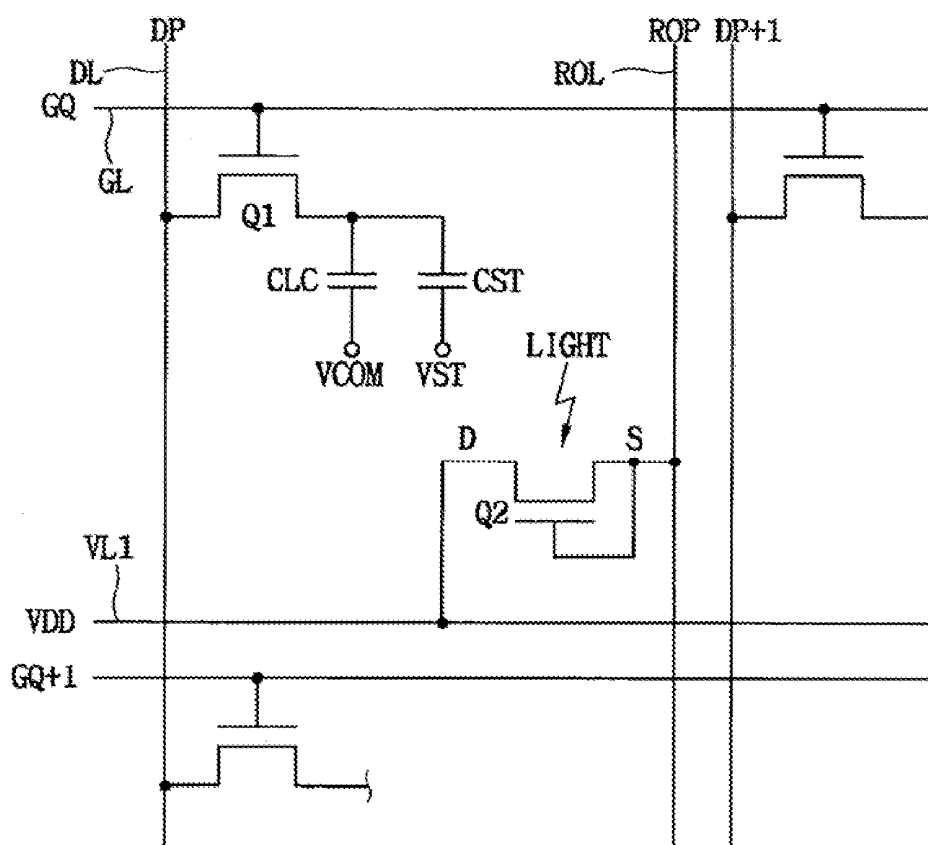 DP ROP DP+1
DL ROL
GQ
GL
Q1
CLC CST
VCOM VST
LIGHT
D S
Q2
VL1
VDD
GQ+1